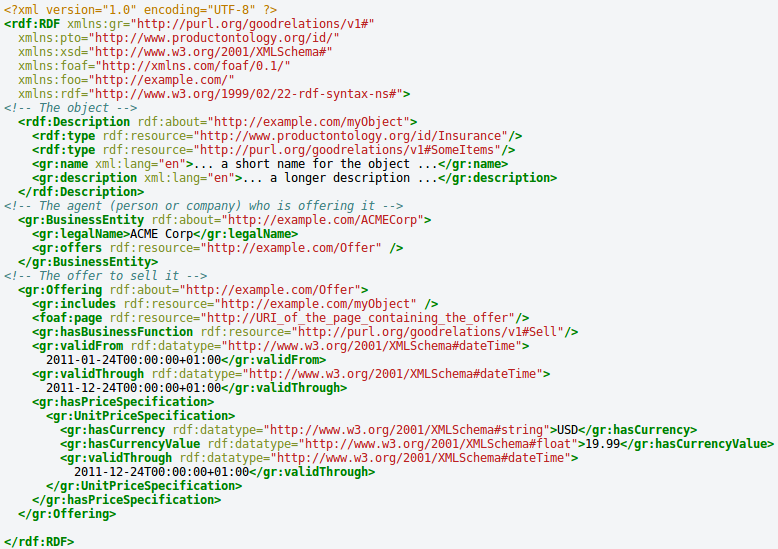 <?xml version="1.0" encoding="UTF-8" ?>
<rdf:RDF xmlns:gr="http://purl.org/goodrelations/v1#"
  xmlns:pto="http://www.productontology.org/id/"
  xmlns:xsd="http://www.w3.org/2001/XMLSchema#"
  xmlns:foaf="http://xmlns.com/foaf/0.1/"
  xmlns:foo="http://example.com/"
  xmlns:rdf="http://www.w3.org/1999/02/22-rdf-syntax-ns#">
<!-- The object -->
  <rdf:Description rdf:about="http://example.com/myObject">
    <rdf:type rdf:resource="http://www.productontology.org/id/Insurance"/>
    <rdf:type rdf:resource="http://purl.org/goodrelations/v1#SomeItems"/>
    <gr:name xml:lang="en">... a short name for the object ...</gr:name>
    <gr:description xml:lang="en">... a longer description ...</gr:description>
  </rdf:Description>
<!-- The agent (person or company) who is offering it -->
  <gr:BusinessEntity rdf:about="http://example.com/ACMECorp">
    <gr:legalName>ACME Corp</gr:legalName>
    <gr:offers rdf:resource="http://example.com/Offer" />
  </gr:BusinessEntity>
<!-- The offer to sell it -->
  <gr:Offering rdf:about="http://example.com/Offer">
    <gr:includes rdf:resource="http://example.com/myObject" />
    <foaf:page rdf:resource="http://URI_of_the_page_containing_the_offer"/>
    <gr:hasBusinessFunction rdf:resource="http://purl.org/goodrelations/v1#Sell"/>
    <gr:validFrom rdf:datatype="http://www.w3.org/2001/XMLSchema#dateTime">
      2011-01-24T00:00:00+01:00</gr:validFrom>
    <gr:validThrough rdf:datatype="http://www.w3.org/2001/XMLSchema#dateTime">
      2011-12-24T00:00:00+01:00</gr:validThrough>
    <gr:hasPriceSpecification>
      <gr:UnitPriceSpecification>
        <gr:hasCurrency rdf:datatype="http://www.w3.org/2001/XMLSchema#string">USD</gr:hasCurrency>
        <gr:hasCurrencyValue rdf:datatype="http://www.w3.org/2001/XMLSchema#float">19.99</gr:hasCurrencyValue>
        <gr:validThrough rdf:datatype="http://www.w3.org/2001/XMLSchema#dateTime">
          2011-12-24T00:00:00+01:00</gr:validThrough>
      </gr:UnitPriceSpecification>
    </gr:hasPriceSpecification>
  </gr:Offering>

</rdf:RDF>